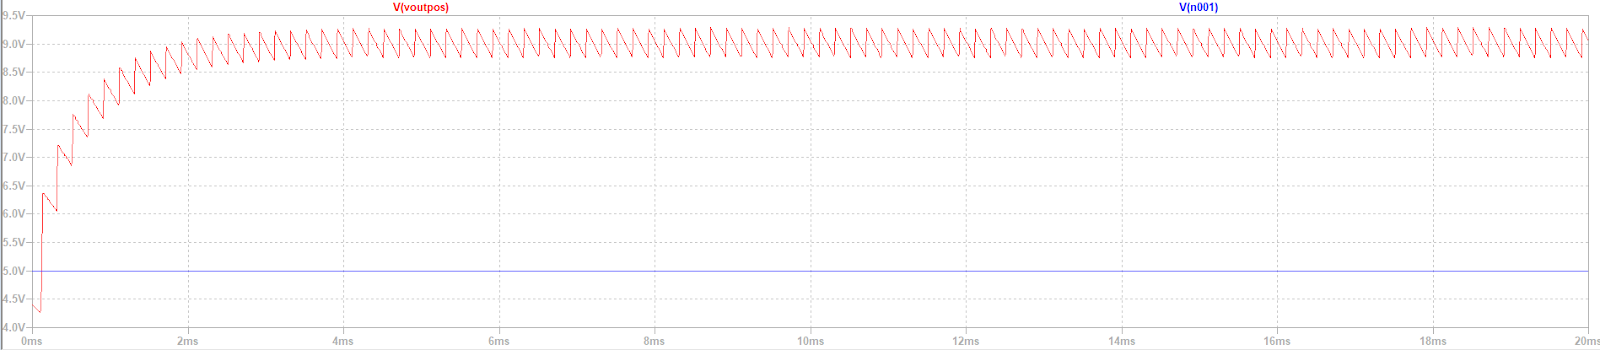 V(voutpos) V(n001)
9.5V
9.0V
8.5V
8.0V
7.5V
7.0V
6.5V
6.0V
5.5V
5.0V
4.5V
4.0V
0ms 2ms 4ms 6ms 8ms 10ms 12ms 14ms 16ms 18ms 20ms